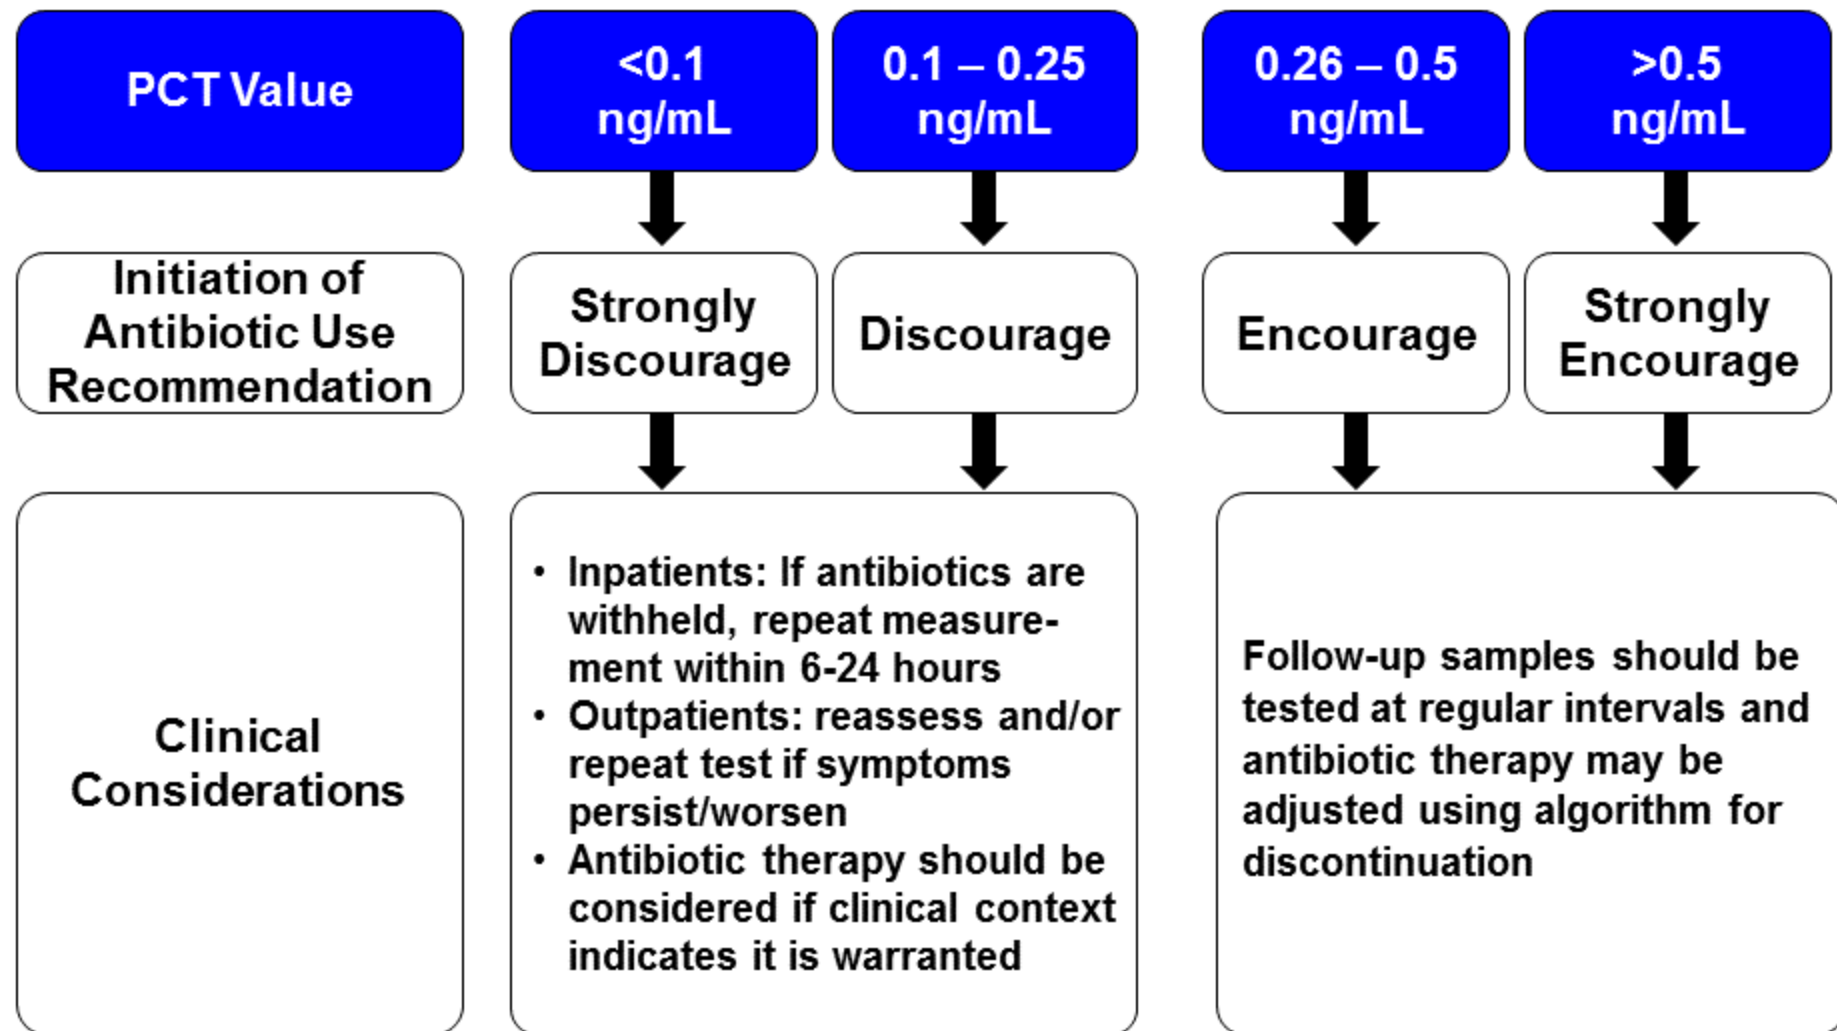 PCT Value
<0.1
ng/mL
0.1 – 0.25
ng/mL
0.26 – 0.5
ng/mL
>0.5
ng/mL
Initiation of
Antibiotic Use
Recommendation
Strongly
Discourage
Discourage
Encourage
Strongly
Encourage
Clinical
Considerations
• Inpatients: If antibiotics are
withheld, repeat measure-
ment within 6-24 hours
• Outpatients: reassess and/or
repeat test if symptoms
persist/worsen
• Antibiotic therapy should be
considered if clinical context
indicates it is warranted
Follow-up samples should be
tested at regular intervals and
antibiotic therapy may be
adjusted using algorithm for
discontinuation